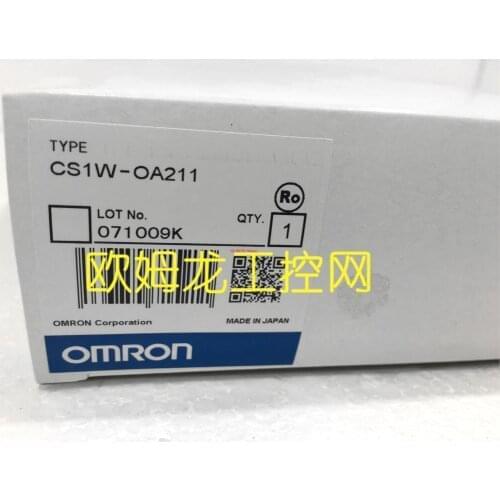 TYPE
CS1W-OA211
Ro
LOT No.
QTY.
071009K
1
欧姆龙工控网
OMRON Corporation
MADE IN JAPAN
OMRON